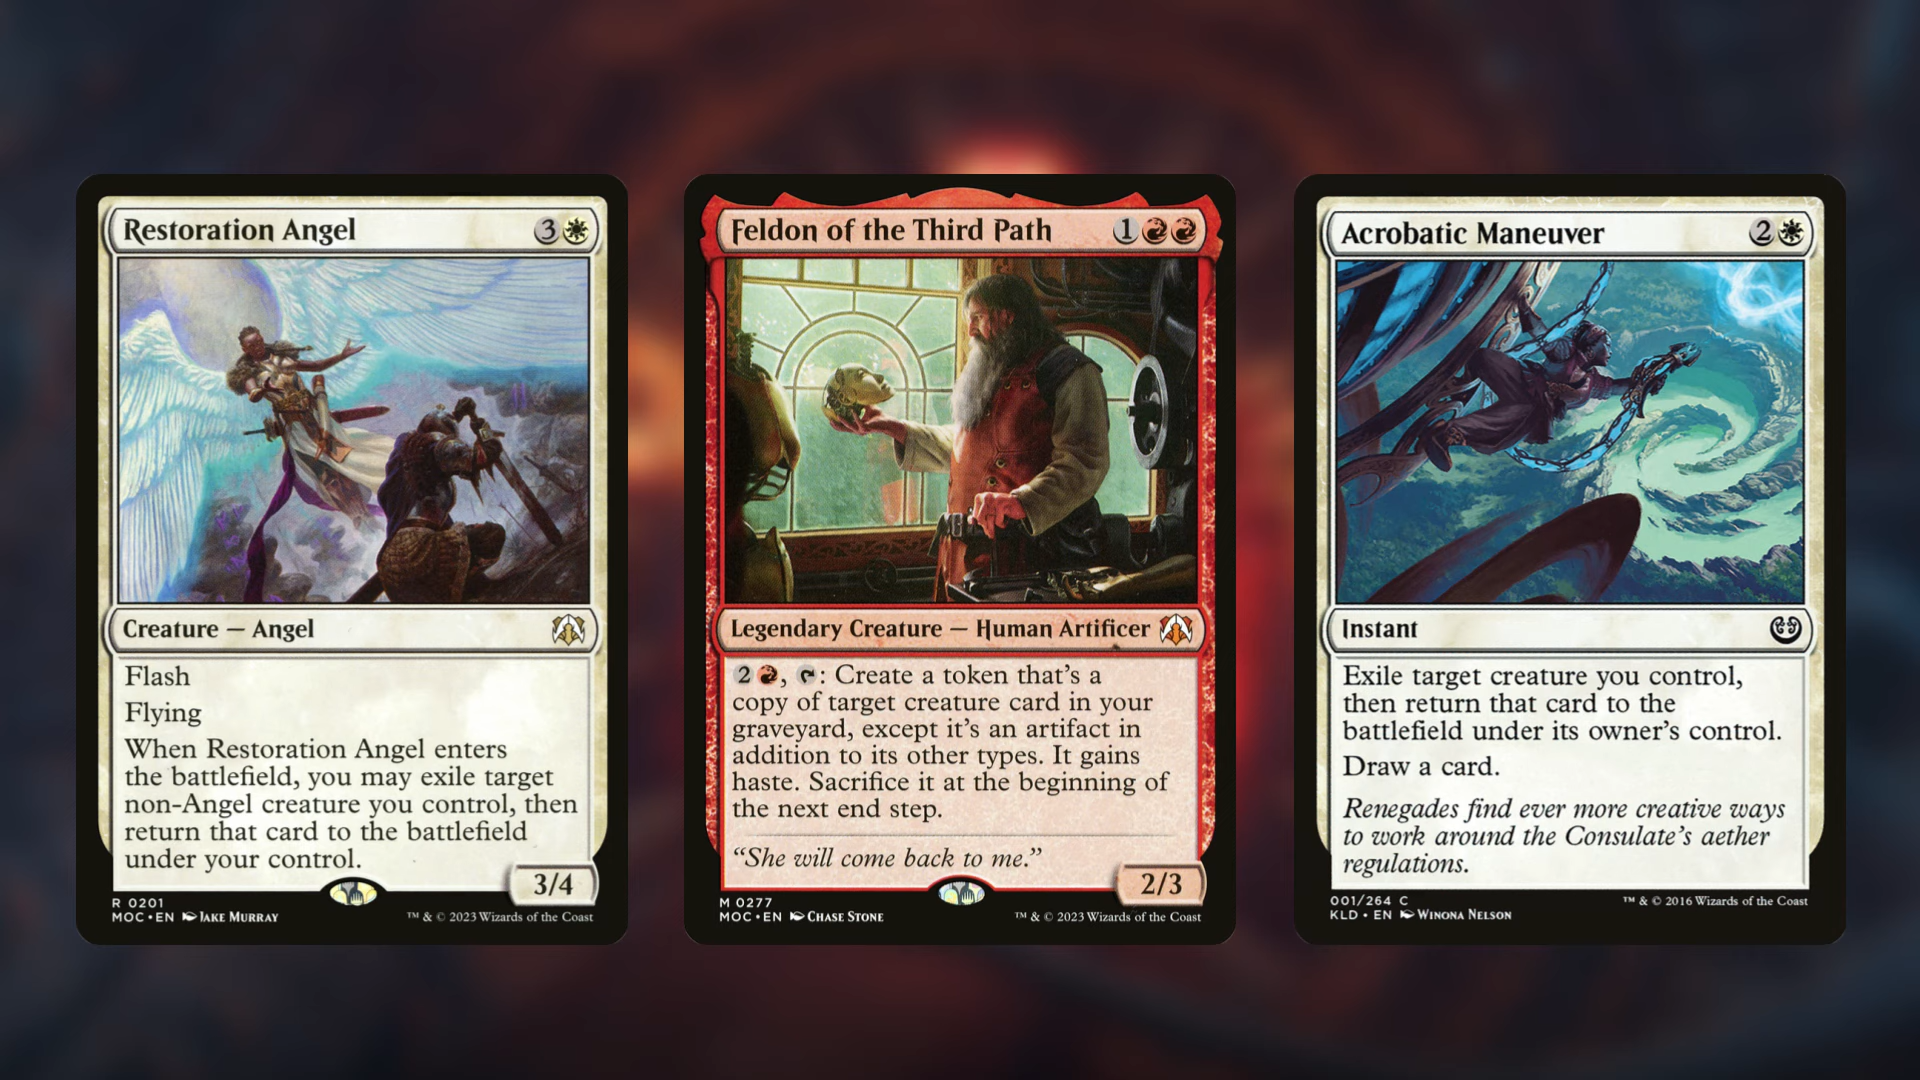 Restoration Angel 3
Creature — Angel
Flash
Flying
When Restoration Angel enters
the battlefield, you may exile target
non-Angel creature you control, then
return that card to the battlefield
under your control.
3/4
R 0201
MOC • EN JAKE MURRAY
™ & © 2023 Wizards of the Coast
Feldon of the Third Path 1
Legendary Creature — Human Artificer
2 , : Create a token that's a
copy of target creature card in your
graveyard, except it's an artifact in
addition to its other types. It gains
haste. Sacrifice it at the beginning of
the next end step.
"She will come back to me."
2/3
M 0277
MOC • EN CHASE STONE
™ & © 2023 Wizards of the Coast
Acrobatic Maneuver 2
Instant
Exile target creature you control,
then return that card to the
battlefield under its owner's control.
Draw a card.
Renegades find ever more creative ways
to work around the Consulate's aether
regulations.
001/264 C
KLD • EN WINONA NELSON
™ & © 2016 Wizards of the Coast